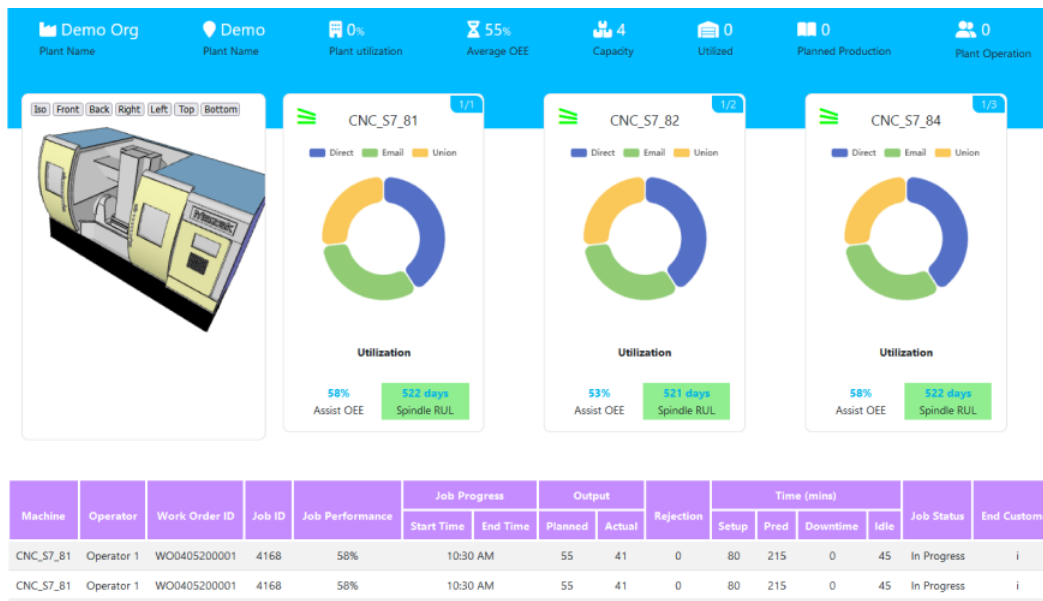 Demo Org Demo 0% 55% 4 0 0 0
Plant Name Plant Name Plant utilization Average OEE Capacity Utilized Planned Production Plant Operation
Iso Front Back Right Left Top Bottom
Mazak
1/1
CNC_S7_81
Direct Email Union
Utilization
58% 522 days
Assist OEE Spindle RUL
1/2
CNC_S7_82
Direct Email Union
Utilization
53% 521 days
Assist OEE Spindle RUL
1/3
CNC_S7_84
Direct Email Union
Utilization
58% 522 days
Assist OEE Spindle RUL
Job Progress Output Time (mins)
Machine Operator Work Order ID Job ID Job Performance Rejection Job Status End Custom
Start Time End Time Planned Actual Setup Pred Downtime Idle
CNC_S7_81 Operator 1 WO0405200001 4168 58% 10:30 AM 55 41 0 80 215 0 45 In Progress i
CNC_S7_81 Operator 1 WO0405200001 4168 58% 10:30 AM 55 41 0 80 215 0 45 In Progress i